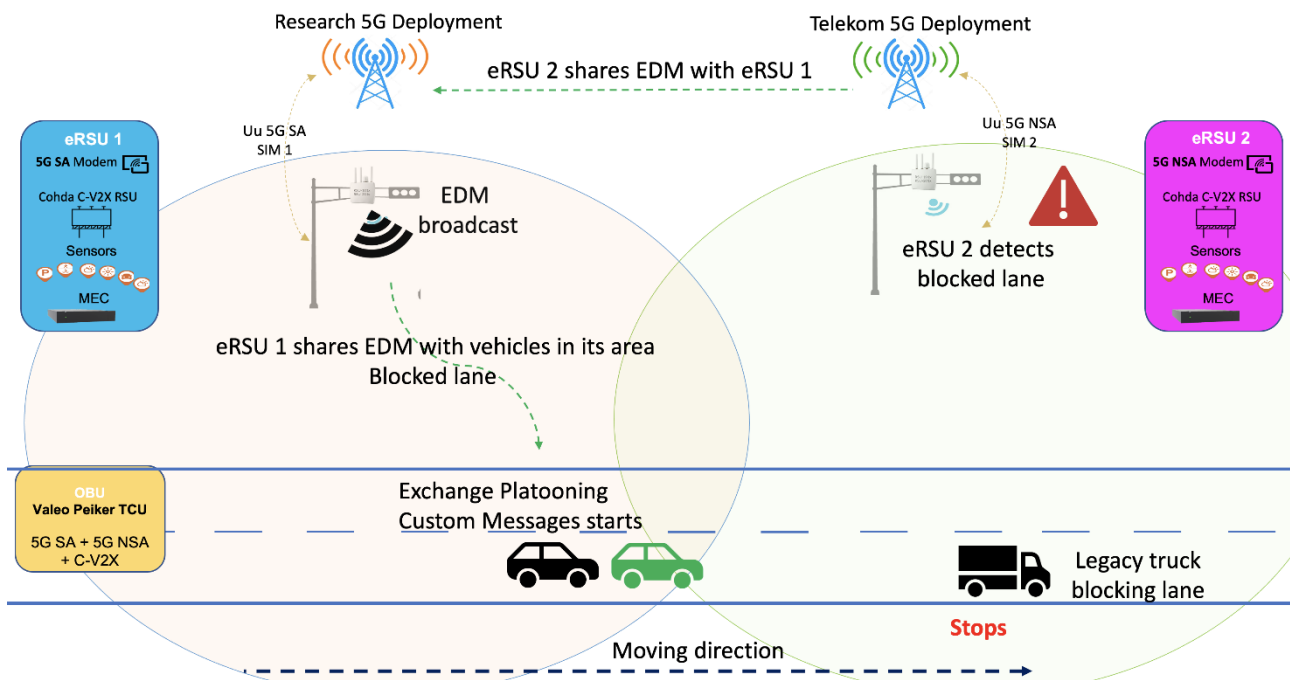 Research 5G Deployment
Telekom 5G Deployment
eRSU 2 shares EDM with eRSU 1
Uu 5G SA
SIM 1
Uu 5G NSA
SIM 2
eRSU 1
5G SA Modem
Cohda C-V2X RSU
Sensors
P
MEC
EDM
broadcast
eRSU 2 detects
blocked lane
eRSU 2
5G NSA Modem
Cohda C-V2X RSU
Sensors
P
MEC
eRSU 1 shares EDM with vehicles in its area
Blocked lane
OBU
Valeo Peiker TCU
5G SA + 5G NSA
+ C-V2X
Exchange Platooning
Custom Messages starts
Legacy truck
blocking lane
Stops
Moving direction